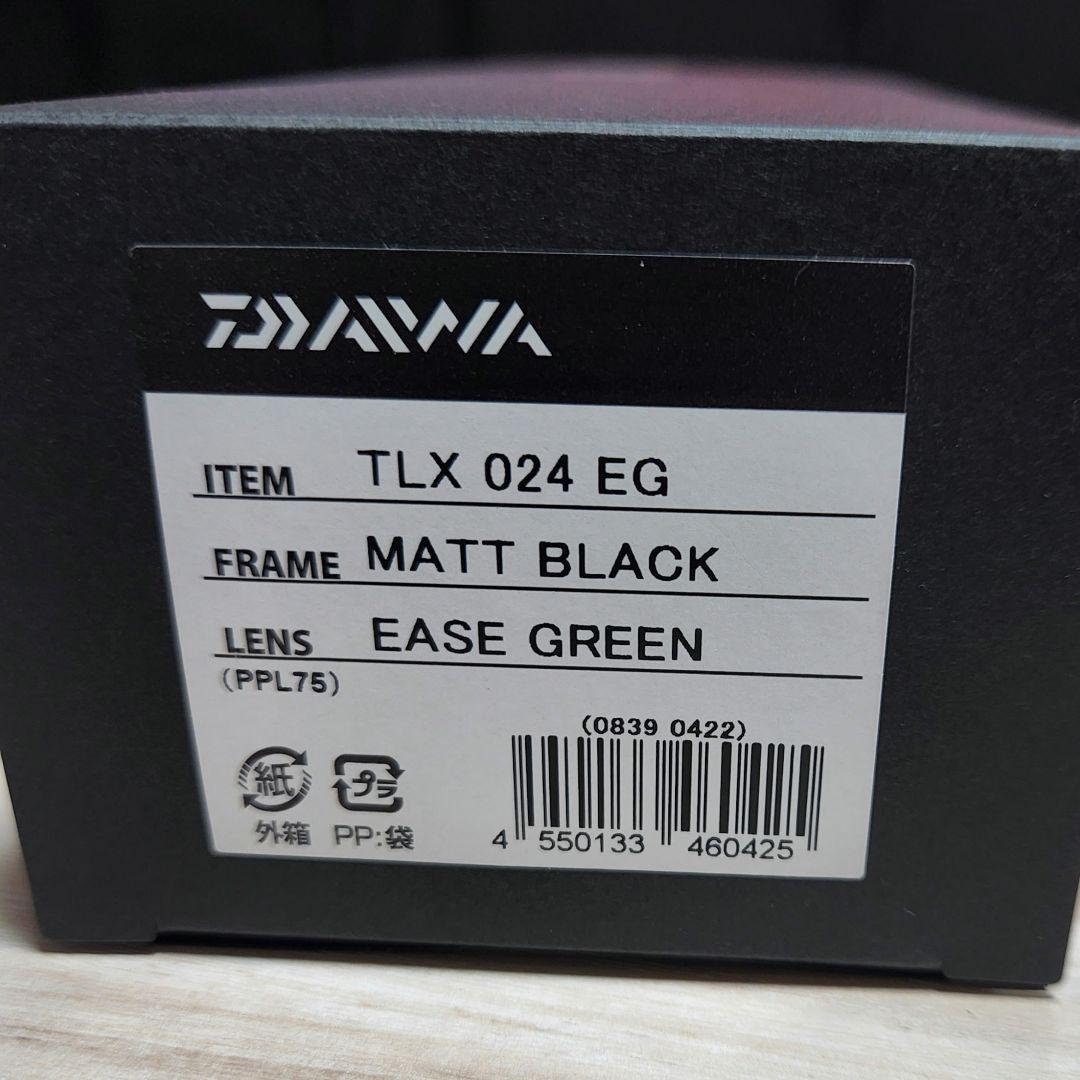 DAIWA
ITEM TLX 024 EG
FRAME MATT BLACK
LENS EASE GREEN
(PPL75)
(0839 0422)
紙 プラ
外箱 PP:袋
4 550133 460425